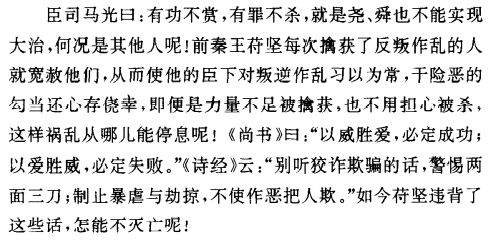 臣司马光曰:有功不赏,有罪不杀,就是尧、舜也不能实现
大治,何况是其他人呢!前秦王苻坚每次擒获了反叛作乱的人
就宽赦他们,从而使他的臣下对叛逆作乱习以为常,干险恶的
勾当还心存侥幸,即便是力量不足被擒获,也不用担心被杀,
这样祸乱从哪儿能停息呢!《尚书》曰:“以威胜爱,必定成功;
以爱胜威,必定失败。”《诗经》云:“别听狡诈欺骗的话,警惕两
面三刀;制止暴虐与劫掠,不使作恶把人欺。”如今苻坚违背了
这些话,怎能不灭亡呢!